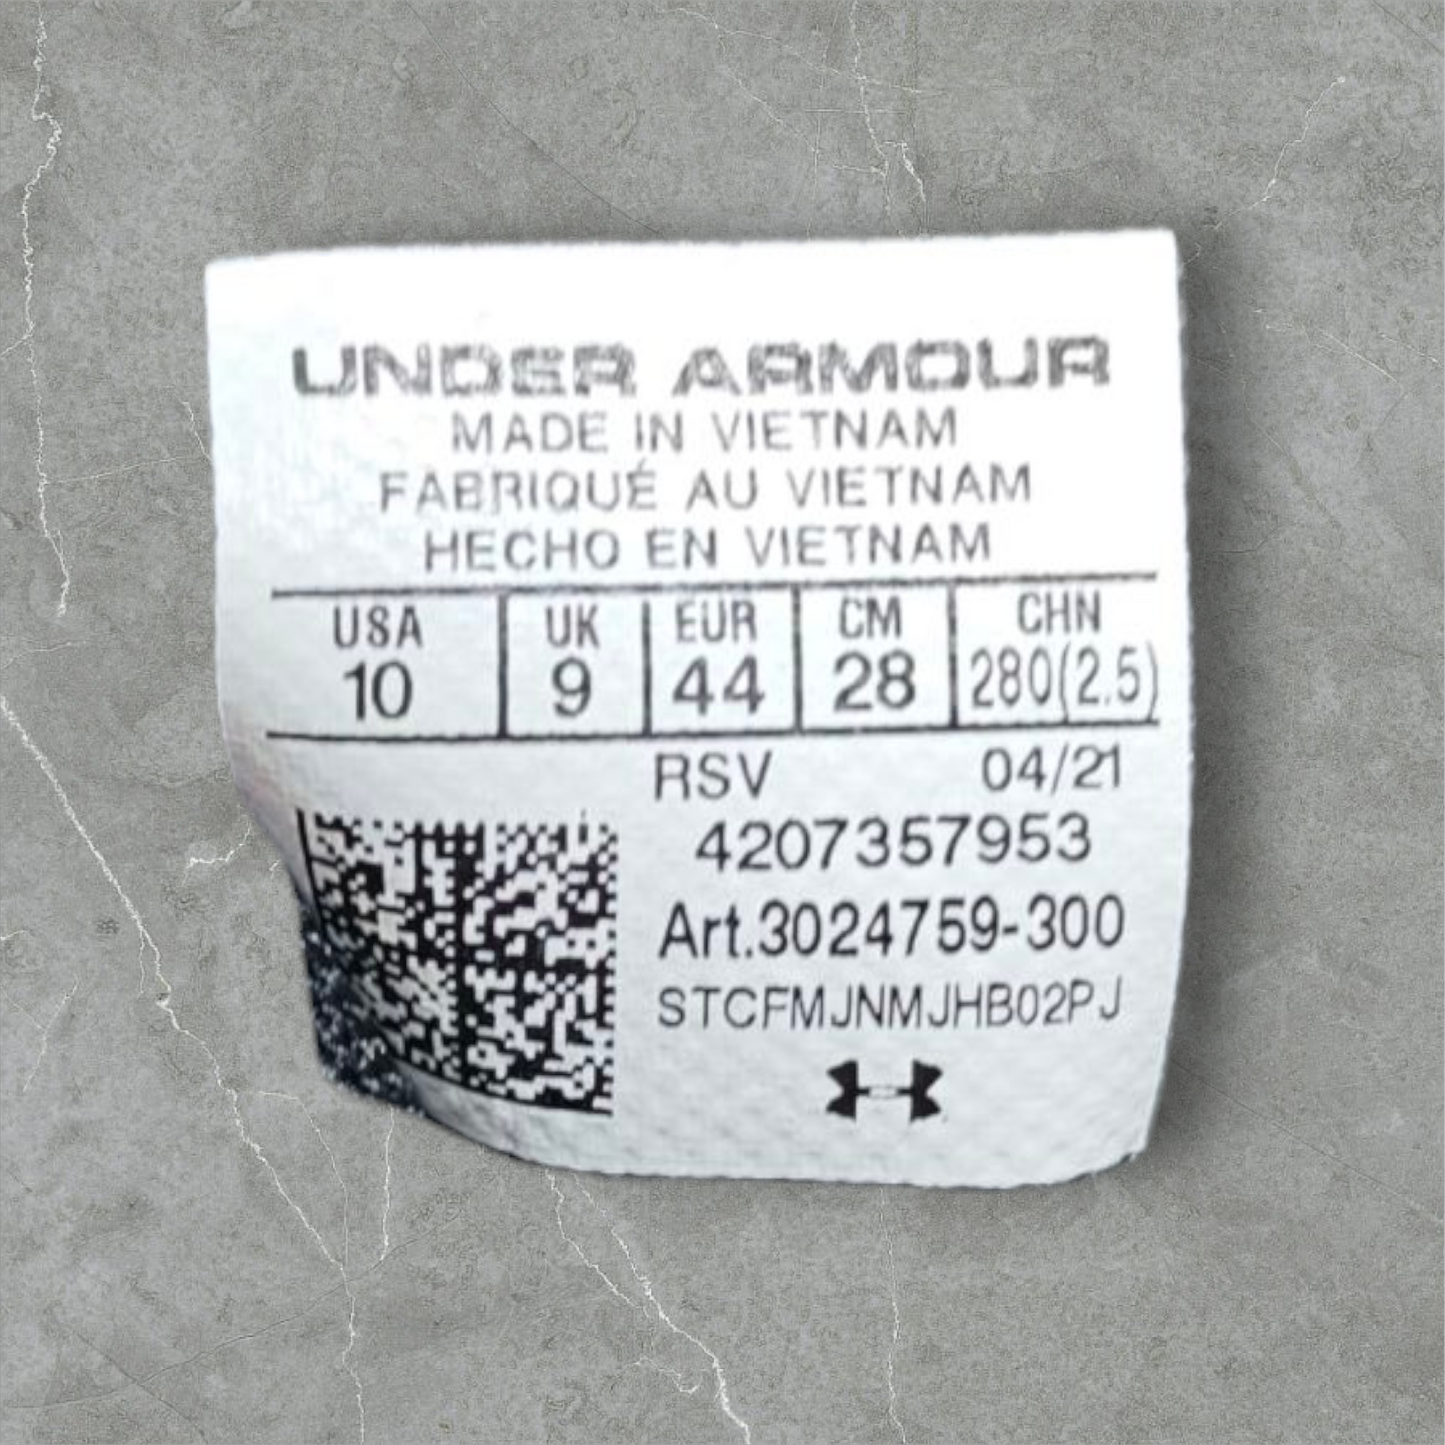 UNDER ARMOUR
MADE IN VIETNAM
FABRIQUÉ AU VIETNAM
HECHO EN VIETNAM
USA UK EUR CM CHN
10 9 44 28 280(2.5)
RSV 04/21
4207357953
Art.3024759-300
STCFMJNMJHB02PJ